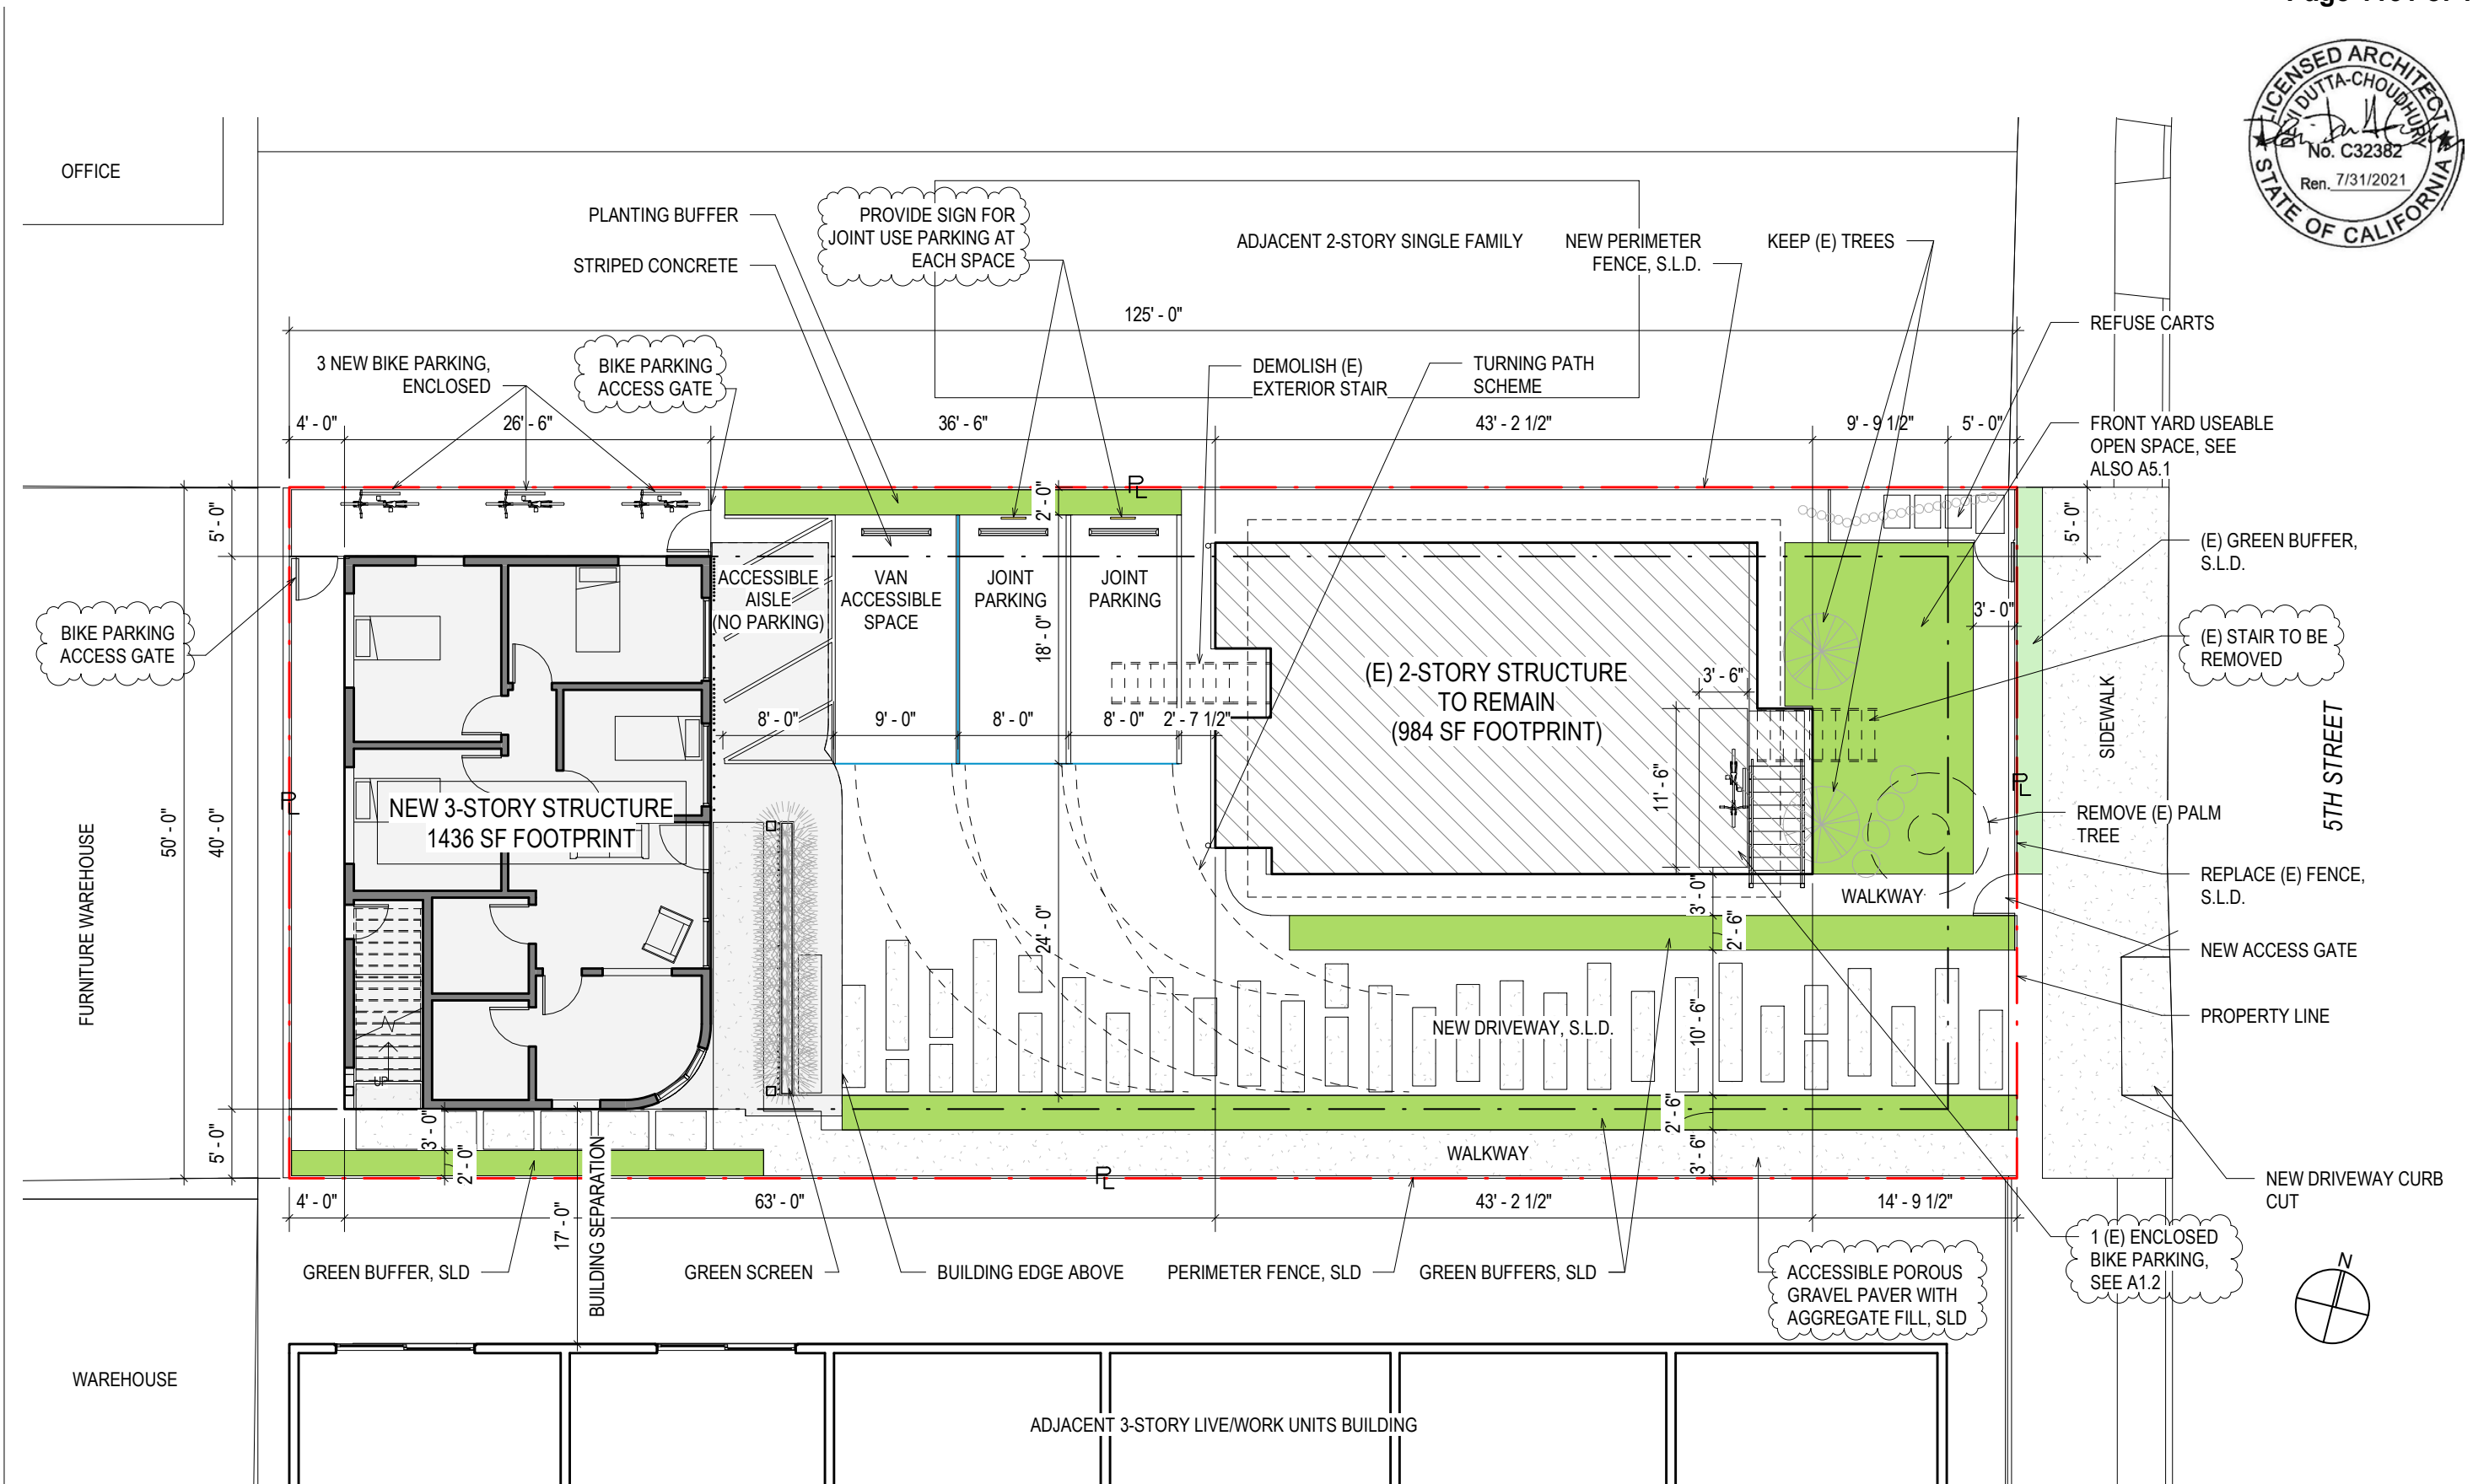 LICENSED ARCHITECT
DEVI DUTTA-CHOUDHURY
No. C32382
Ren. 7/31/2021
STATE OF CALIFORNIA
OFFICE
PLANTING BUFFER
STRIPED CONCRETE
PROVIDE SIGN FOR
JOINT USE PARKING AT
EACH SPACE
ADJACENT 2-STORY SINGLE FAMILY
NEW PERIMETER
FENCE, S.L.D.
KEEP (E) TREES
125' - 0"
REFUSE CARTS
3 NEW BIKE PARKING,
ENCLOSED
BIKE PARKING
ACCESS GATE
DEMOLISH (E)
EXTERIOR STAIR
TURNING PATH
SCHEME
4' - 0"
26' - 6"
36' - 6"
43' - 2 1/2"
9' - 9 1/2"
5' - 0"
FRONT YARD USEABLE
OPEN SPACE, SEE
ALSO A5.1
5' - 0"
2' - 0"
5' - 0"
(E) GREEN BUFFER,
S.L.D.
BIKE PARKING
ACCESS GATE
ACCESSIBLE
AISLE
(NO PARKING)
VAN
ACCESSIBLE
SPACE
JOINT
PARKING
JOINT
PARKING
18' - 0"
3' - 0"
(E) STAIR TO BE
REMOVED
(E) 2-STORY STRUCTURE
TO REMAIN
(984 SF FOOTPRINT)
3' - 6"
8' - 0"
9' - 0"
8' - 0"
8' - 0"
2' - 7 1/2"
11' - 6"
SIDEWALK
5TH STREET
FURNITURE WAREHOUSE
50' - 0"
40' - 0"
NEW 3-STORY STRUCTURE
1436 SF FOOTPRINT
REMOVE (E) PALM
TREE
REPLACE (E) FENCE,
S.L.D.
WALKWAY
3' - 0"
2' - 6"
24' - 0"
NEW ACCESS GATE
PROPERTY LINE
NEW DRIVEWAY, S.L.D.
10' - 6"
UP
5' - 0"
3' - 0"
2' - 0"
2' - 6"
3' - 6"
WALKWAY
NEW DRIVEWAY CURB
CUT
4' - 0"
63' - 0"
43' - 2 1/2"
14' - 9 1/2"
17' - 0"
BUILDING SEPARATION
GREEN BUFFER, SLD
GREEN SCREEN
BUILDING EDGE ABOVE
PERIMETER FENCE, SLD
GREEN BUFFERS, SLD
ACCESSIBLE POROUS
GRAVEL PAVER WITH
AGGREGATE FILL, SLD
1 (E) ENCLOSED
BIKE PARKING,
SEE A1.2
N
WAREHOUSE
ADJACENT 3-STORY LIVE/WORK UNITS BUILDING